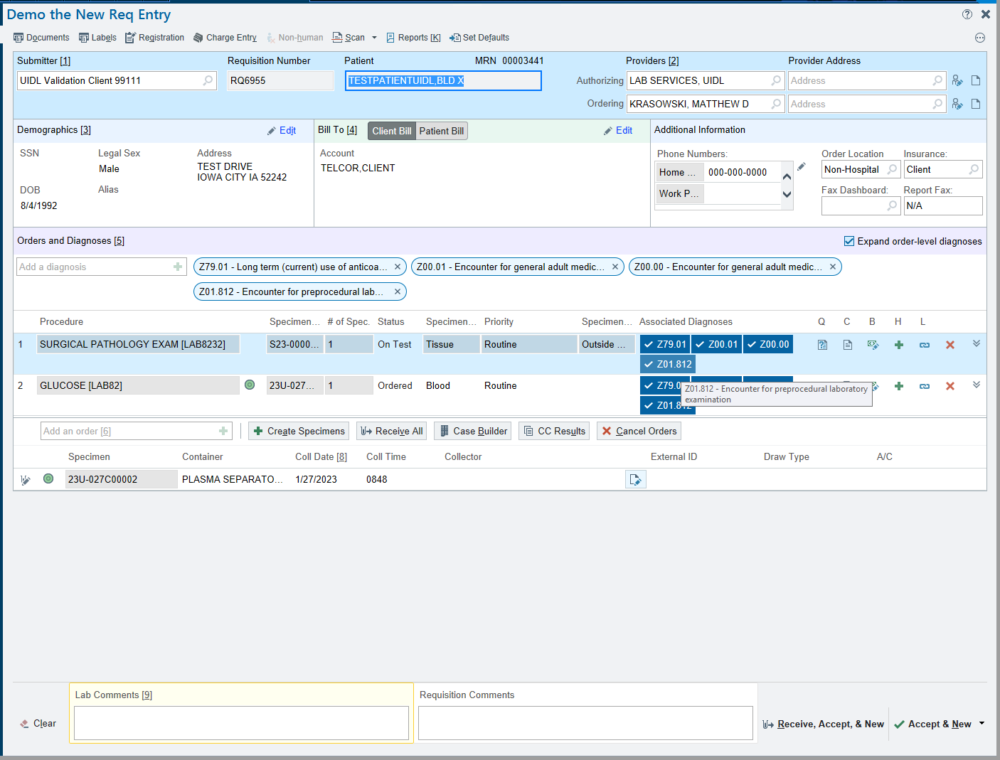 Demo the New Req Entry
Documents Labels Registration Charge Entry Non-human Scan Reports [K] Set Defaults
Submitter [1] Requisition Number Patient MRN 00003441 Providers [2] Provider Address
UIDL Validation Client 99111 RQ6955 TESTPATIENTUIDL,BLD X Authorizing LAB SERVICES, UIDL Address
Ordering KRASOWSKI, MATTHEW D Address
Demographics [3] Edit Bill To [4] Client Bill Patient Bill Edit Additional Information
SSN Legal Sex Address Account Phone Numbers: Order Location Insurance:
Male TEST DRIVE TELCOR,CLIENT Home ... 000-000-0000 Non-Hospital Client
IOWA CITY IA 52242
DOB Alias Work P... Fax Dashboard: Report Fax:
8/4/1992 N/A
Orders and Diagnoses [5] Expand order-level diagnoses
Add a diagnosis Z79.01 - Long term (current) use of anticoa... Z00.01 - Encounter for general adult medic... Z00.00 - Encounter for general adult medic...
Z01.812 - Encounter for preprocedural lab...
Procedure Specimen... # of Spec. Status Specimen... Priority Specimen... Associated Diagnoses Q C B H L
1 SURGICAL PATHOLOGY EXAM [LAB8232] S23-0000... 1 On Test Tissue Routine Outside ... Z79.01 Z00.01 Z00.00
Z01.812
2 GLUCOSE [LAB82] 23U-027... 1 Ordered Blood Routine Z79.0
Z01.812 - Encounter for preprocedural laboratory
examination
Z01.812
Add an order [6] Create Specimens Receive All Case Builder CC Results Cancel Orders
Specimen Container Coll Date [8] Coll Time Collector External ID Draw Type A/C
23U-027C00002 PLASMA SEPARATO... 1/27/2023 0848
Lab Comments [9] Requisition Comments
Clear Receive, Accept, & New Accept & New